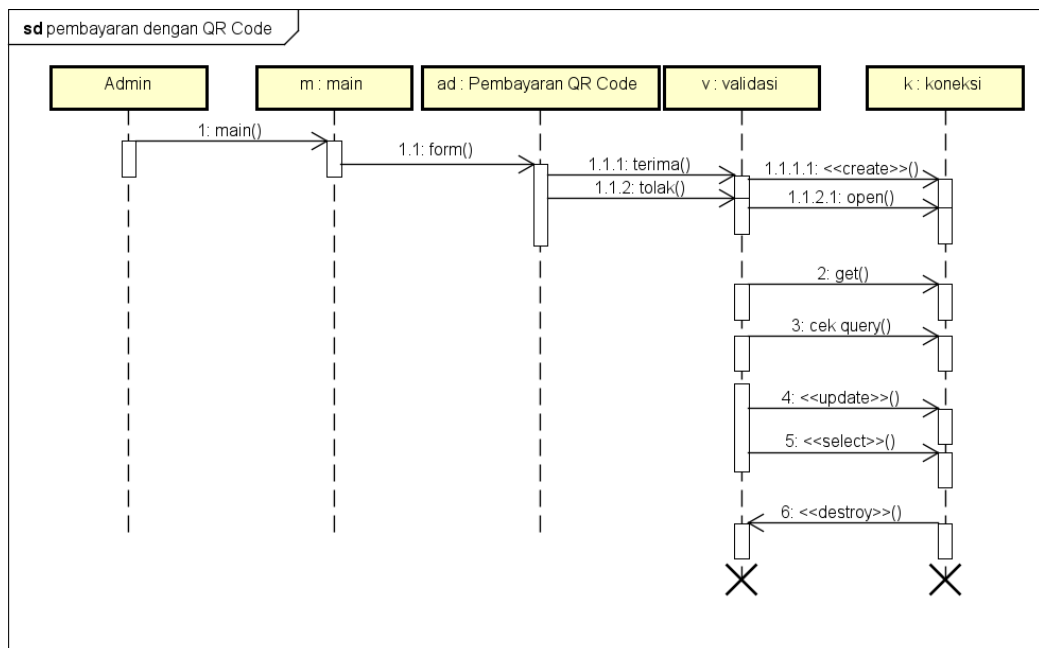 sd pembayaran dengan QR Code
Admin
m : main
ad : Pembayaran QR Code
v : validasi
k : koneksi
1: main()
1.1: form()
1.1.1: terima()
1.1.1.1: <<create>>()
1.1.2: tolak()
1.1.2.1: open()
2: get()
3: cek query()
4: <<update>>()
5: <<select>>()
6: <<destroy>>()